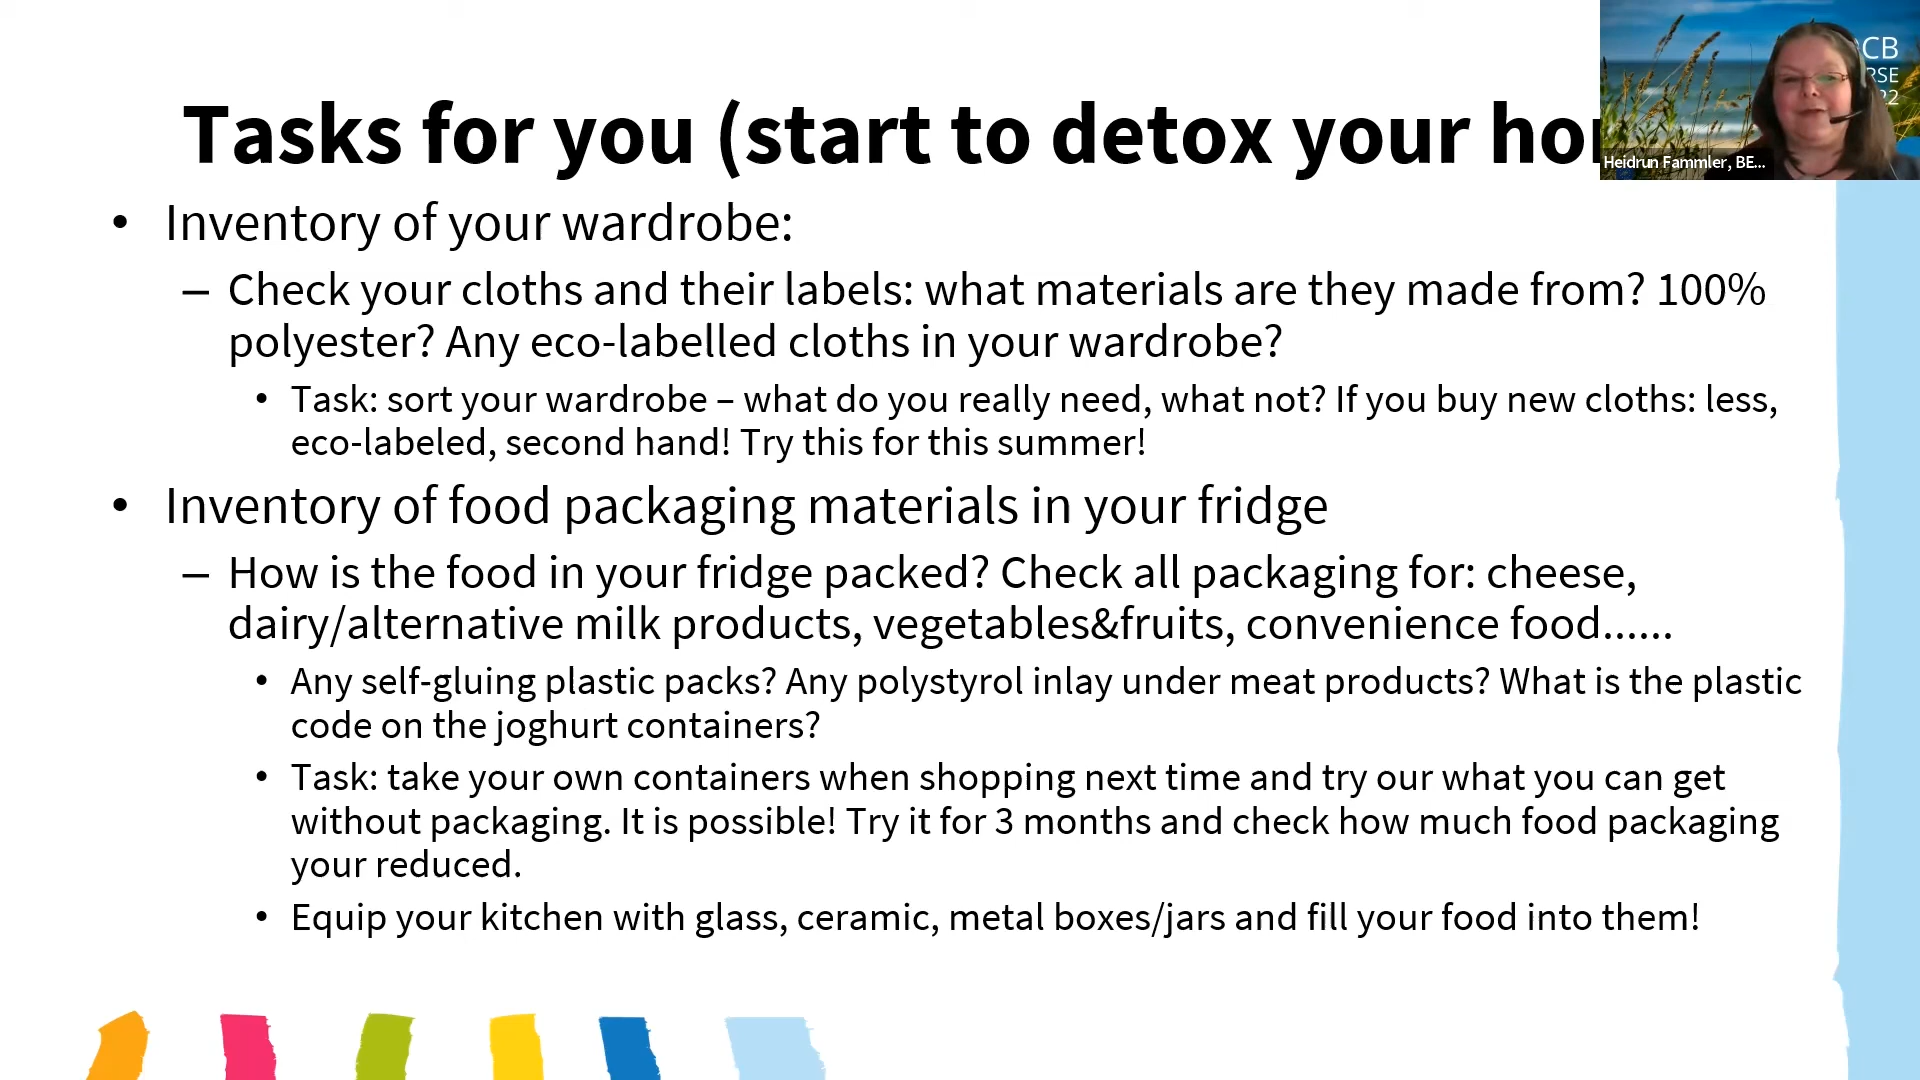 Tasks for you (start to detox your ho
CB
RSE
22
Heidrun Fammler, BE...
• Inventory of your wardrobe:
– Check your cloths and their labels: what materials are they made from? 100%
polyester? Any eco-labelled cloths in your wardrobe?
• Task: sort your wardrobe – what do you really need, what not? If you buy new cloths: less,
eco-labeled, second hand! Try this for this summer!
• Inventory of food packaging materials in your fridge
– How is the food in your fridge packed? Check all packaging for: cheese,
dairy/alternative milk products, vegetables&fruits, convenience food......
• Any self-gluing plastic packs? Any polystyrol inlay under meat products? What is the plastic
code on the joghurt containers?
• Task: take your own containers when shopping next time and try our what you can get
without packaging. It is possible! Try it for 3 months and check how much food packaging
your reduced.
• Equip your kitchen with glass, ceramic, metal boxes/jars and fill your food into them!